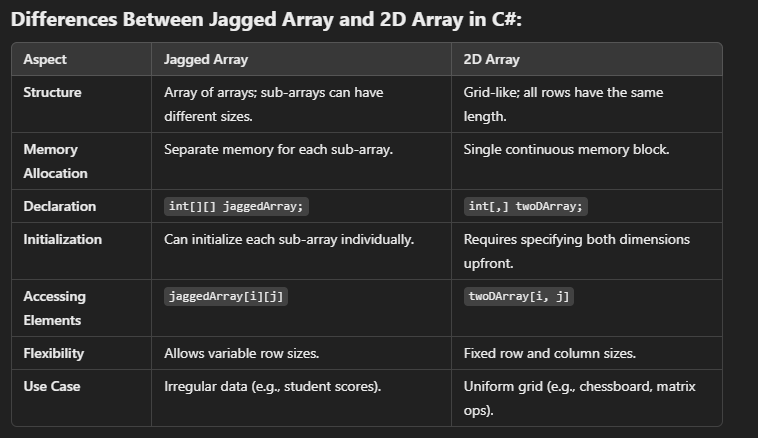 Differences Between Jagged Array and 2D Array in C#:
Aspect Jagged Array 2D Array
Structure Array of arrays; sub-arrays can have different sizes. Grid-like; all rows have the same length.
Memory Allocation Separate memory for each sub-array. Single continuous memory block.
Declaration int[][] jaggedArray; int[,] twoDArray;
Initialization Can initialize each sub-array individually. Requires specifying both dimensions upfront.
Accessing Elements jaggedArray[i][j] twoDArray[i, j]
Flexibility Allows variable row sizes. Fixed row and column sizes.
Use Case Irregular data (e.g., student scores). Uniform grid (e.g., chessboard, matrix ops).